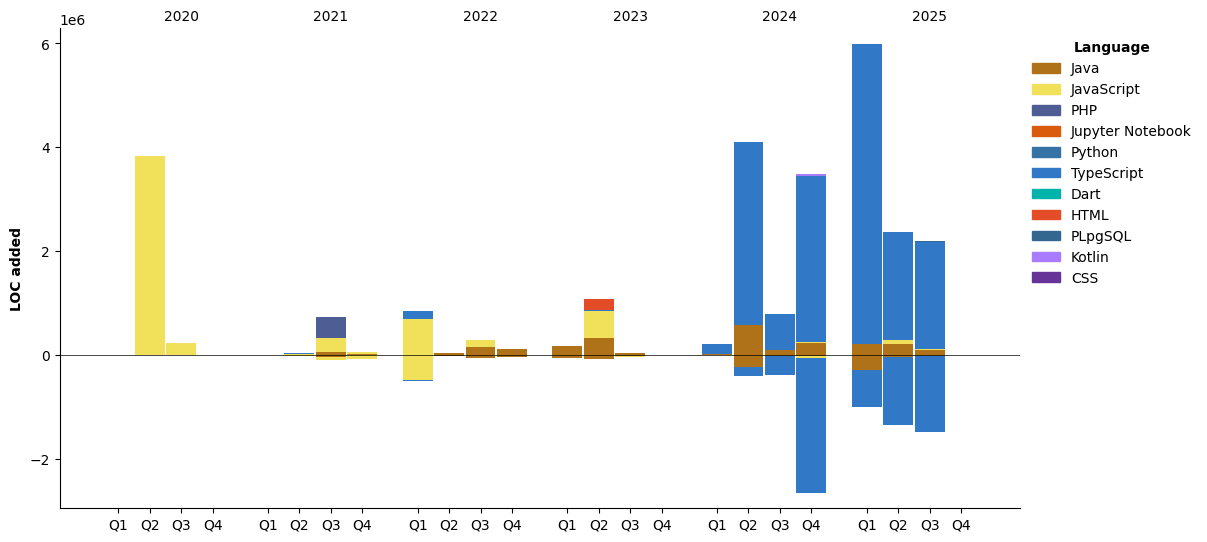 1e6
2020 2021 2022 2023 2024 2025
Language
Java
JavaScript
PHP
Jupyter Notebook
Python
TypeScript
Dart
HTML
PLpgSQL
Kotlin
CSS
LOC added
6
4
2
0
−2
Q1 Q2 Q3 Q4 Q1 Q2 Q3 Q4 Q1 Q2 Q3 Q4 Q1 Q2 Q3 Q4 Q1 Q2 Q3 Q4 Q1 Q2 Q3 Q4